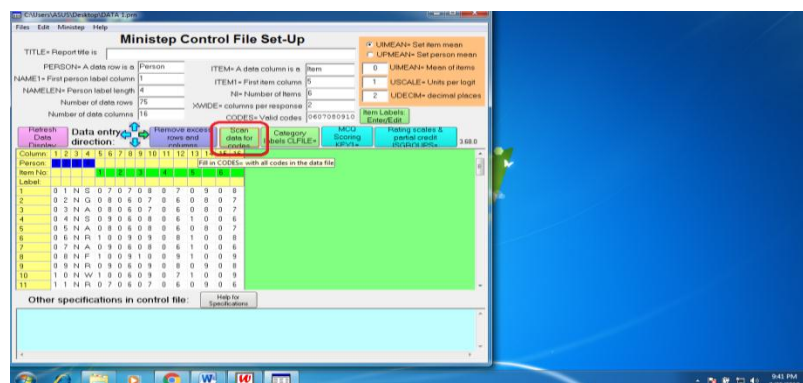 C:\Users\ASUS\Desktop\DATA 1.prn
Files Edit Ministep Help
Ministep Control File Set-Up
TITLE= Report title is
PERSON= A data row is a Person
ITEM= A data column is a Item
NAME1= First person label column 1
ITEM1= First item column 5
NAMELEN= Person label length 4
NI= Number of items 6
Number of data rows 75
XWIDE= columns per response 2
Number of data columns 16
CODES= Valid codes 0607080910
UIMEAN= Set item mean
UPMEAN= Set person mean
0 UIMEAN= Mean of items
1 USCALE= Units per logit
2 UDECIM= decimal places
Item Labels:
Enter/Edit
Refresh Data Display
Data entry direction:
Remove excess rows and columns
Scan data for codes
Category labels CLFILE=
MCQ Scoring KEY1=
Rating scales & partial credit ISGROUPS=
3.68.0
Fill in CODES= with all codes in the data file
Column: 1 2 3 4 5 6 7 8 9 10 11 12 13
Person:
Item No: 1 2 3 4 5 6
Label:
1 0 1 N S 0 7 0 7 0 8 0 7 0 9 0 8
2 0 2 N G 0 8 0 6 0 7 0 6 0 8 0 7
3 0 3 N A 0 8 0 6 0 7 0 6 0 8 0 7
4 0 4 N S 0 9 0 6 0 8 0 6 1 0 0 6
5 0 5 N A 0 8 0 6 0 8 0 6 0 8 0 7
6 0 6 N R 1 0 0 9 0 9 0 8 1 0 0 8
7 0 7 N A 0 9 0 6 0 8 0 6 1 0 0 6
8 0 8 N F 1 0 0 9 1 0 0 9 1 0 0 8
9 0 9 N R 0 9 0 6 0 9 0 8 0 9 0 8
10 1 0 N W 1 0 0 6 0 9 0 7 1 0 0 9
11 1 1 N R 0 7 0 6 0 7 0 6 0 9 0 6
Other specifications in control file:
Help for Specifications
9:41 PM